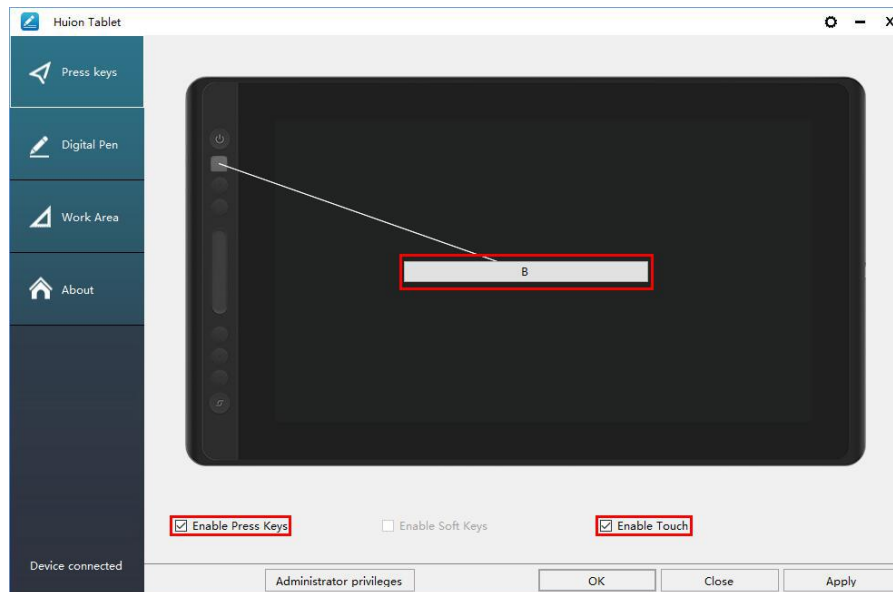 Huion Tablet
Press keys
Digital Pen
Work Area
About
B
Enable Press Keys
Enable Soft Keys
Enable Touch
Device connected
Administrator privileges
OK
Close
Apply